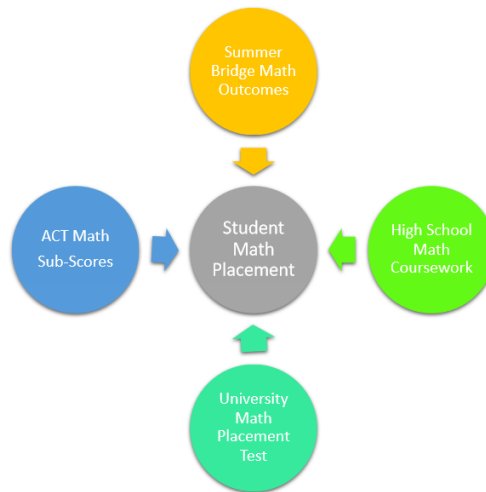 Summer
Bridge Math
Outcomes
ACT Math
Sub-Scores
Student
Math
Placement
High School
Math
Coursework
University
Math
Placement
Test